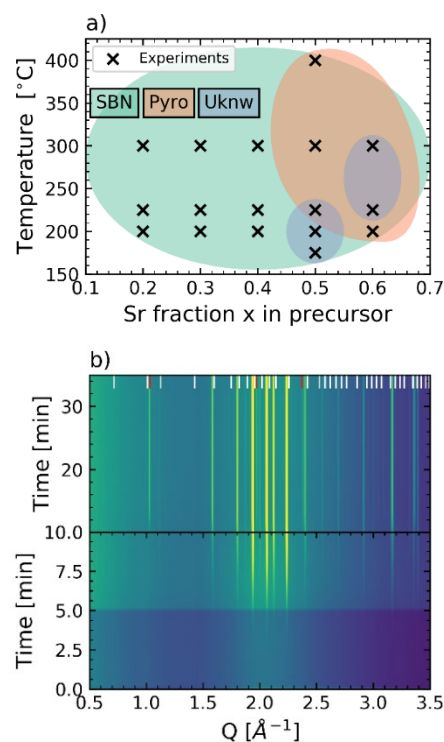 a)
Experiments
SBN Pyro Uknw
Temperature [°C]
400
350
300
250
200
150
0.1 0.2 0.3 0.4 0.5 0.6 0.7
Sr fraction x in precursor
b)
Time [min]
30
20
10.0
Time [min]
7.5
5.0
2.5
0.0
0.5 1.0 1.5 2.0 2.5 3.0 3.5
Q [Å⁻¹]